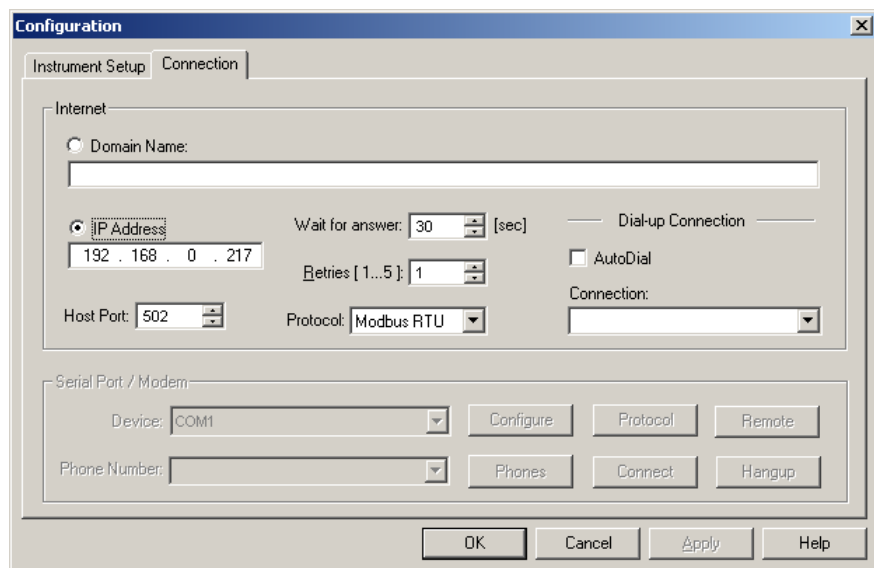 Configuration
Instrument Setup Connection
Internet
Domain Name:
IP Address Wait for answer: 30 [sec] Dial-up Connection
192 . 168 . 0 . 217 AutoDial
Retries [ 1...5 ]: 1
Connection:
Host Port: 502 Protocol: Modbus RTU
Serial Port / Modem
Device: COM1 Configure Protocol Remote
Phone Number: Phones Connect Hangup
OK Cancel Apply Help